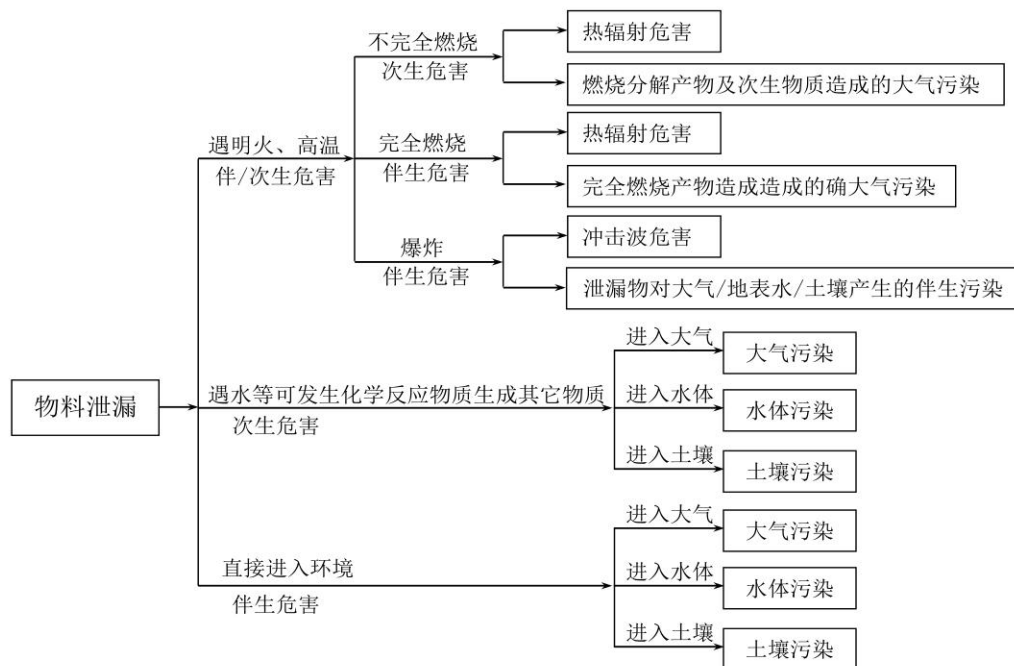 不完全燃烧
次生危害
热辐射危害
燃烧分解产物及次生物质造成的大气污染
遇明火、高温
伴/次生危害
完全燃烧
伴生危害
热辐射危害
完全燃烧产物造成造成的确大气污染
爆炸
伴生危害
冲击波危害
泄漏物对大气/地表水/土壤产生的伴生污染
物料泄漏
遇水等可发生化学反应物质生成其它物质
次生危害
进入大气
大气污染
进入水体
水体污染
进入土壤
土壤污染
直接进入环境
伴生危害
进入大气
大气污染
进入水体
水体污染
进入土壤
土壤污染